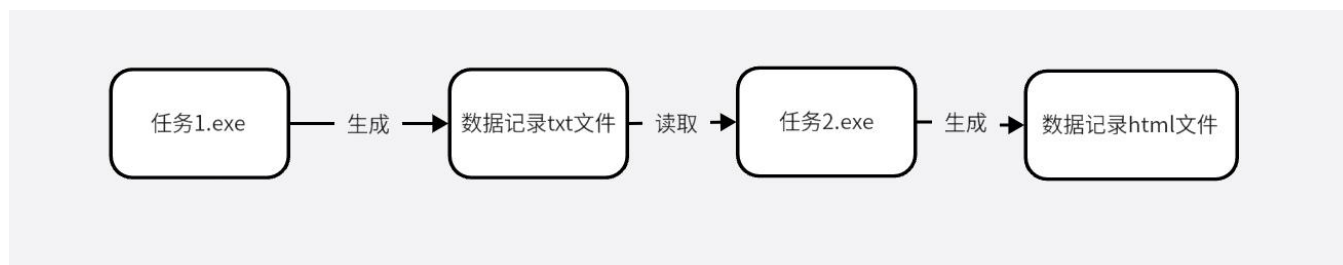 任务1.exe
生成
数据记录txt文件
读取
任务2.exe
生成
数据记录html文件